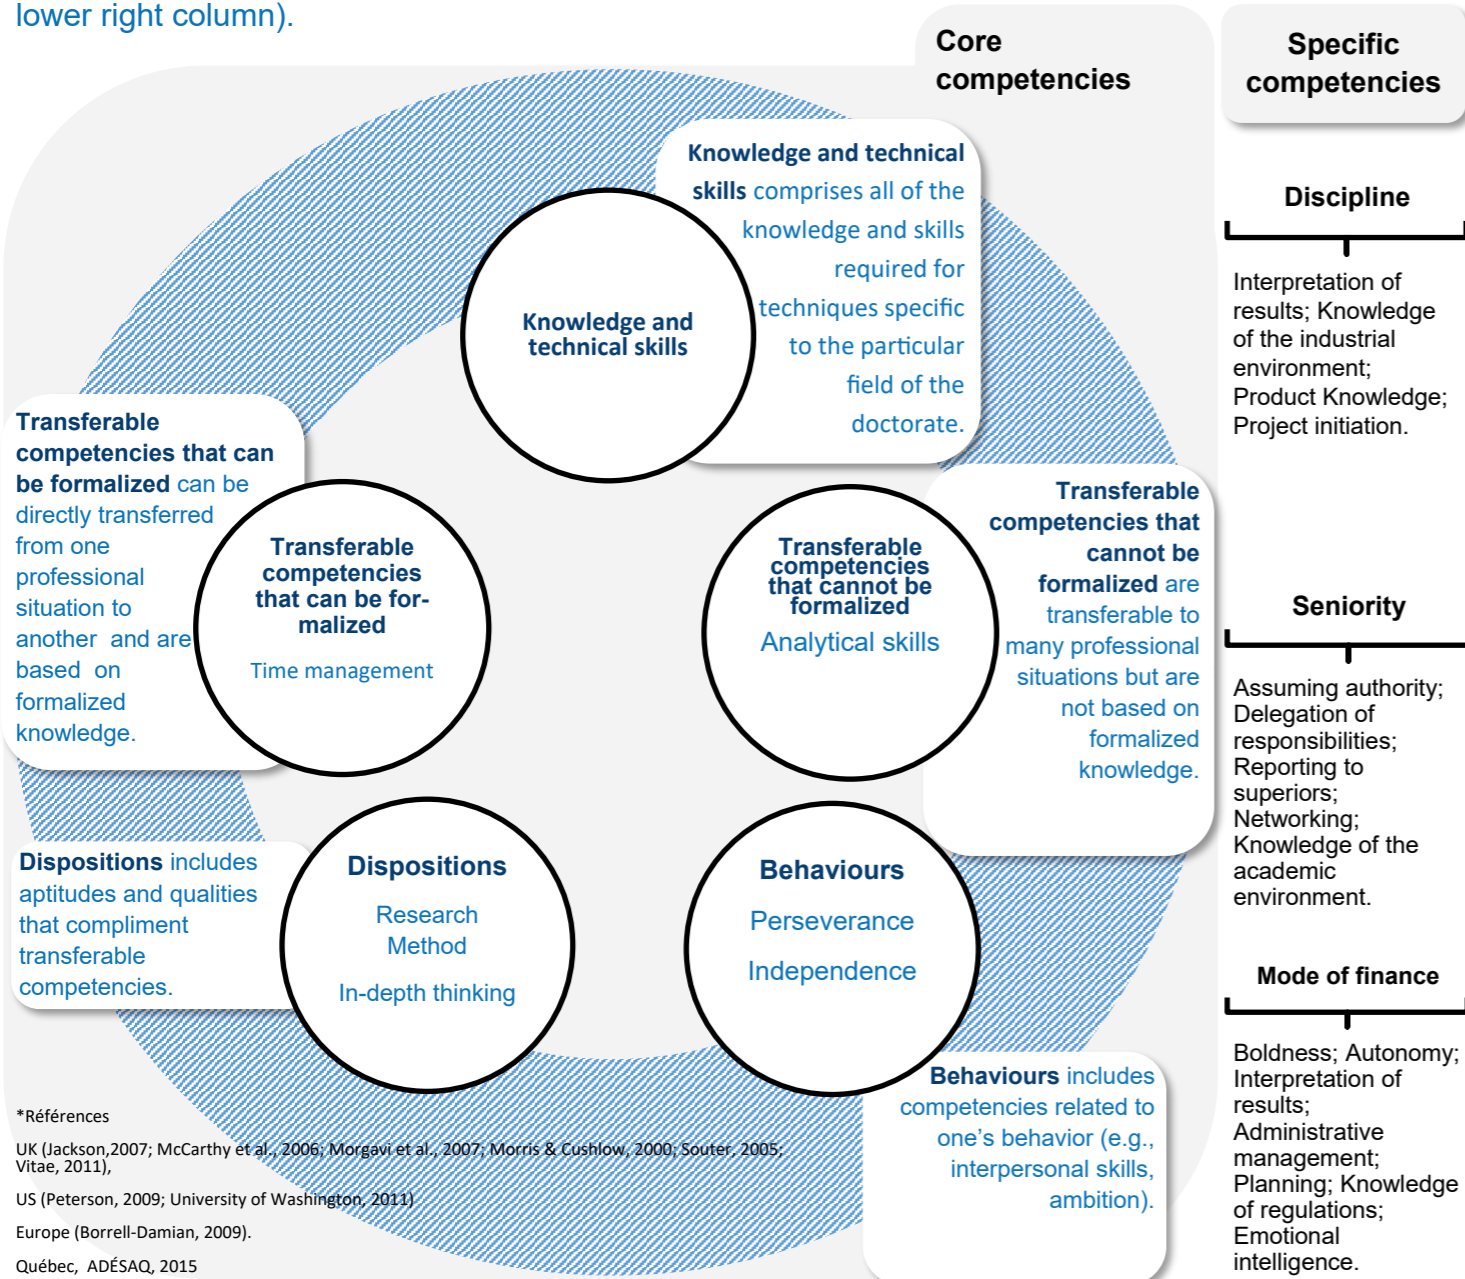 lower right column).
Core
competencies
Specific
competencies
Knowledge and technical
skills comprises all of the
knowledge and skills
required for
techniques specific
to the particular
field of the
doctorate.
Knowledge and
technical skills
Transferable
competencies that can
be formalized can be
directly transferred
from one
professional
situation to
another and are
based on
formalized
knowledge.
Transferable
competencies
that can be for-
malized
Time management
Transferable
competencies
that cannot be
formalized
Analytical skills
Transferable
competencies that
cannot be
formalized are
transferable to
many professional
situations but are
not based on
formalized
knowledge.
Dispositions includes
aptitudes and qualities
that compliment
transferable
competencies.
Dispositions
Research
Method
In-depth thinking
Behaviours
Perseverance
Independence
Behaviours includes
competencies related to
one's behavior (e.g.,
interpersonal skills,
ambition).
Discipline
Interpretation of
results; Knowledge
of the industrial
environment;
Product Knowledge;
Project initiation.
Seniority
Assuming authority;
Delegation of
responsibilities;
Reporting to
superiors;
Networking;
Knowledge of the
academic
environment.
Mode of finance
Boldness; Autonomy;
Interpretation of
results;
Administrative
management;
Planning; Knowledge
of regulations;
Emotional
intelligence.
*Références
UK (Jackson,2007; McCarthy et al., 2006; Morgavi et al., 2007; Morris & Cushlow, 2000; Souter, 2005;
Vitae, 2011),
US (Peterson, 2009; University of Washington, 2011)
Europe (Borrell-Damian, 2009).
Québec, ADÉSAQ, 2015